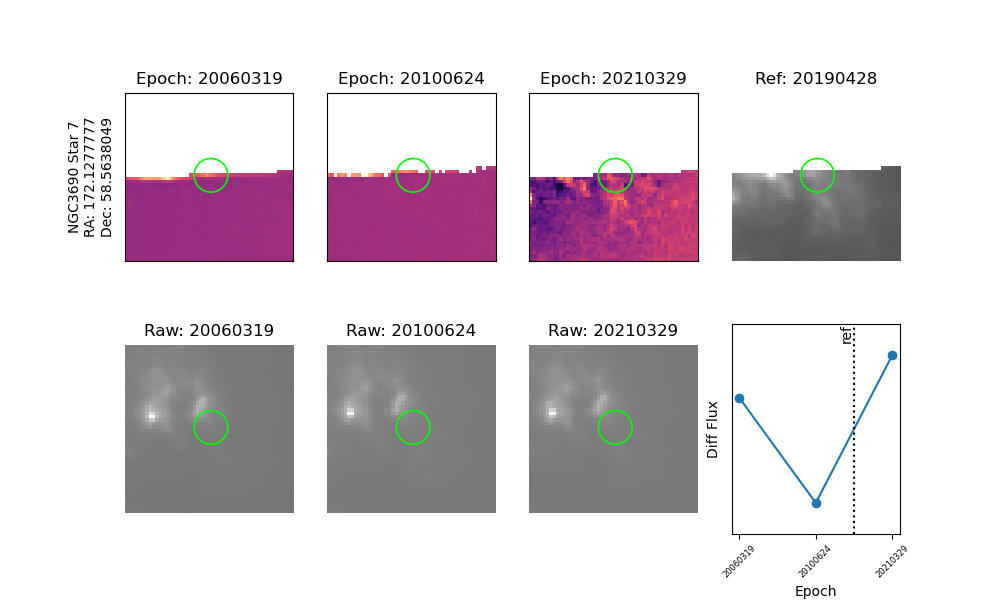 Epoch: 20060319
Epoch: 20100624
Epoch: 20210329
Ref: 20190428
NGC3690 Star 7
RA: 172.1277777
Dec: 58.5638049
Raw: 20060319
Raw: 20100624
Raw: 20210329
ref
Diff Flux
20060319
20100624
20210329
Epoch